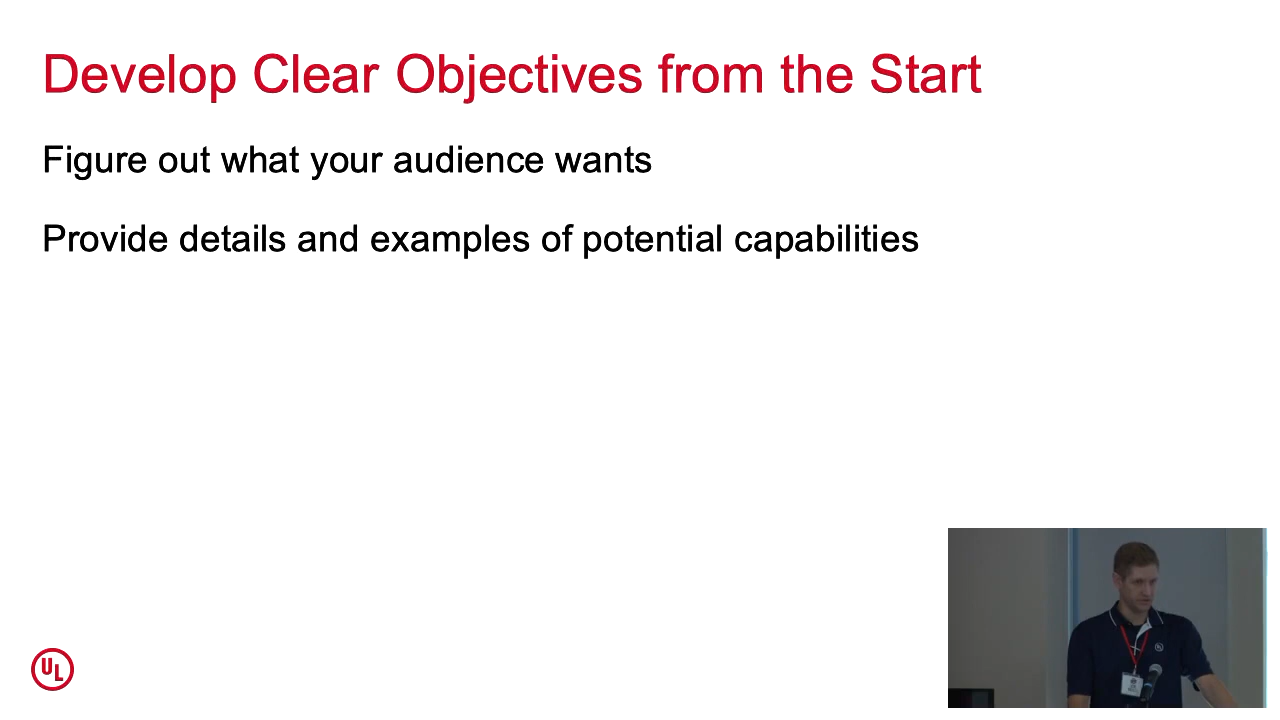 Develop Clear Objectives from the Start
Figure out what your audience wants
Provide details and examples of potential capabilities
UL